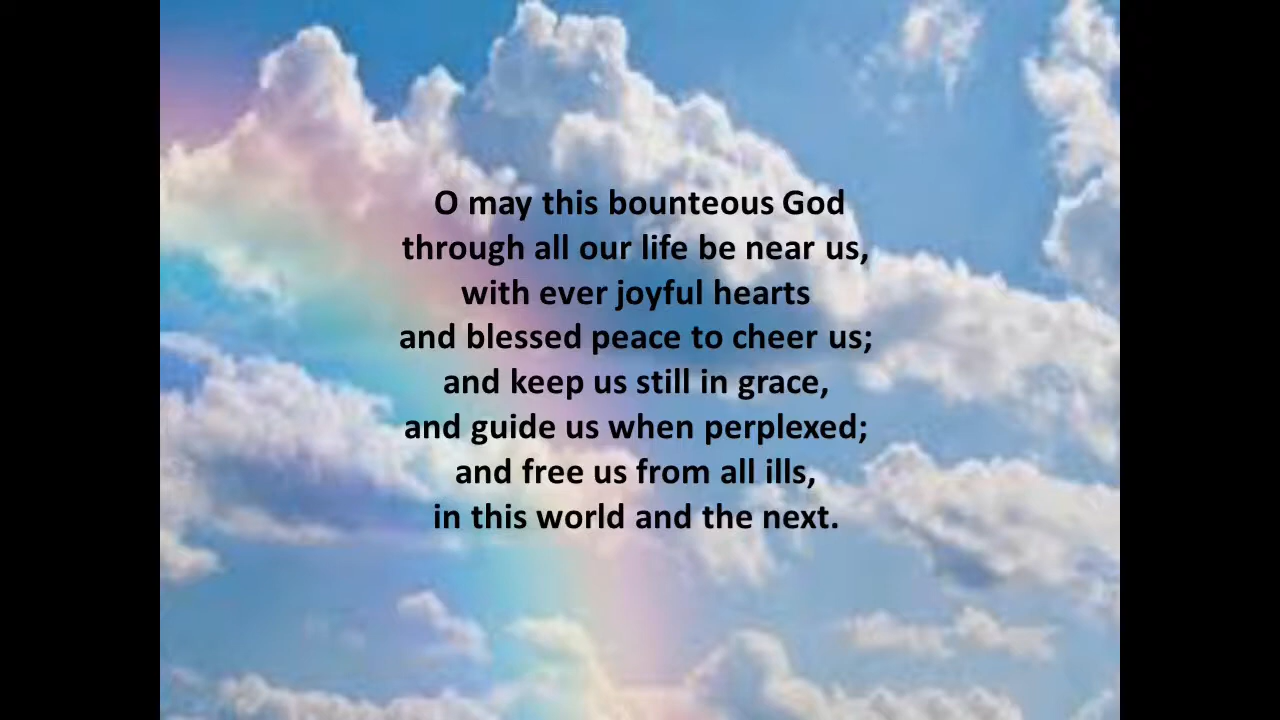 O may this bounteous God
through all our life be near us,
with ever joyful hearts
and blessed peace to cheer us;
and keep us still in grace,
and guide us when perplexed;
and free us from all ills,
in this world and the next.